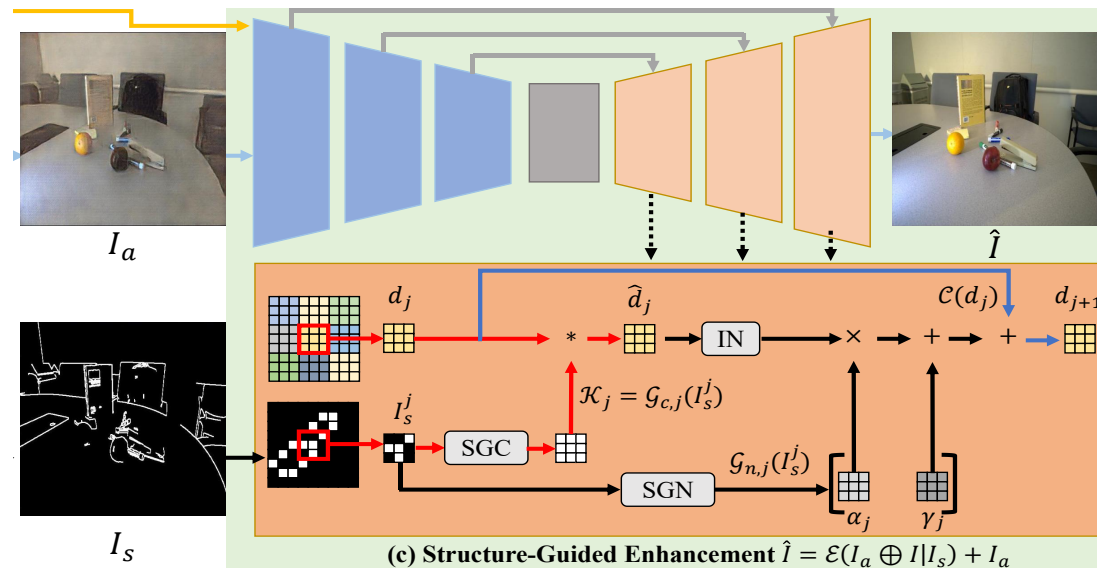 I_a
Î
d_j
d̂_j
C(d_j)
d_{j+1}
* IN × + +
𝒦_j = 𝒢_{c,j}(I_s^j)
I_s^j
SGC
SGN
𝒢_{n,j}(I_s^j)
α_j
γ_j
I_s
(c) Structure-Guided Enhancement Î = ℰ(I_a ⊕ I|I_s) + I_a